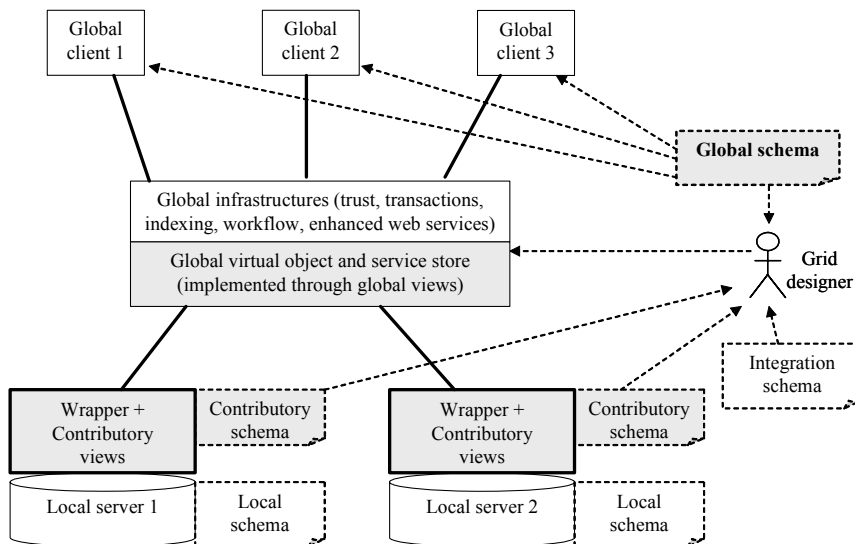 Global
client 1
Global
client 2
Global
client 3
Global schema
Global infrastructures (trust, transactions,
indexing, workflow, enhanced web services)
Global virtual object and service store
(implemented through global views)
Grid
designer
Integration
schema
Wrapper +
Contributory
views
Contributory
schema
Wrapper +
Contributory
views
Contributory
schema
Local server 1
Local
schema
Local server 2
Local
schema